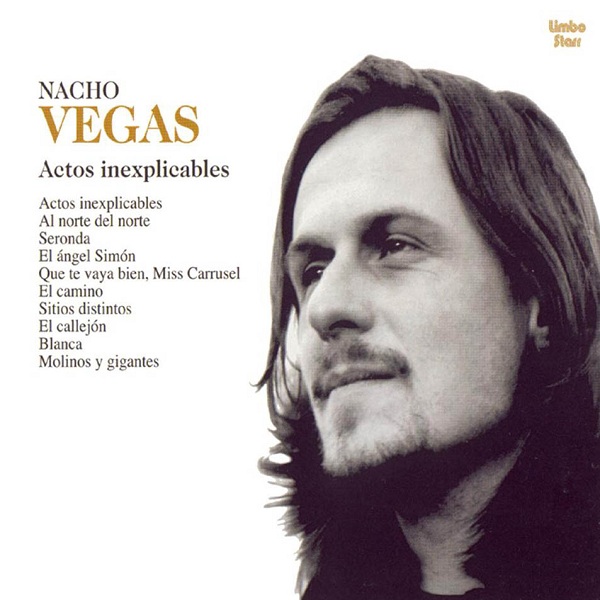 Limbo
Starr
NACHO
VEGAS
Actos inexplicables
Actos inexplicables
Al norte del norte
Seronda
El ángel Simón
Que te vaya bien, Miss Carrusel
El camino
Sitios distintos
El callejón
Blanca
Molinos y gigantes